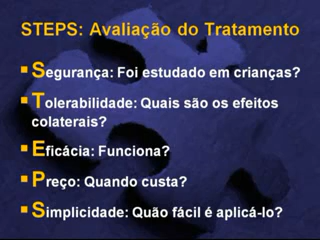 STEPS: Avaliação do Tratamento
Segurança: Foi estudado em crianças?
Tolerabilidade: Quais são os efeitos
colaterais?
Eficácia: Funciona?
Preço: Quando custa?
Simplicidade: Quão fácil é aplicá-lo?